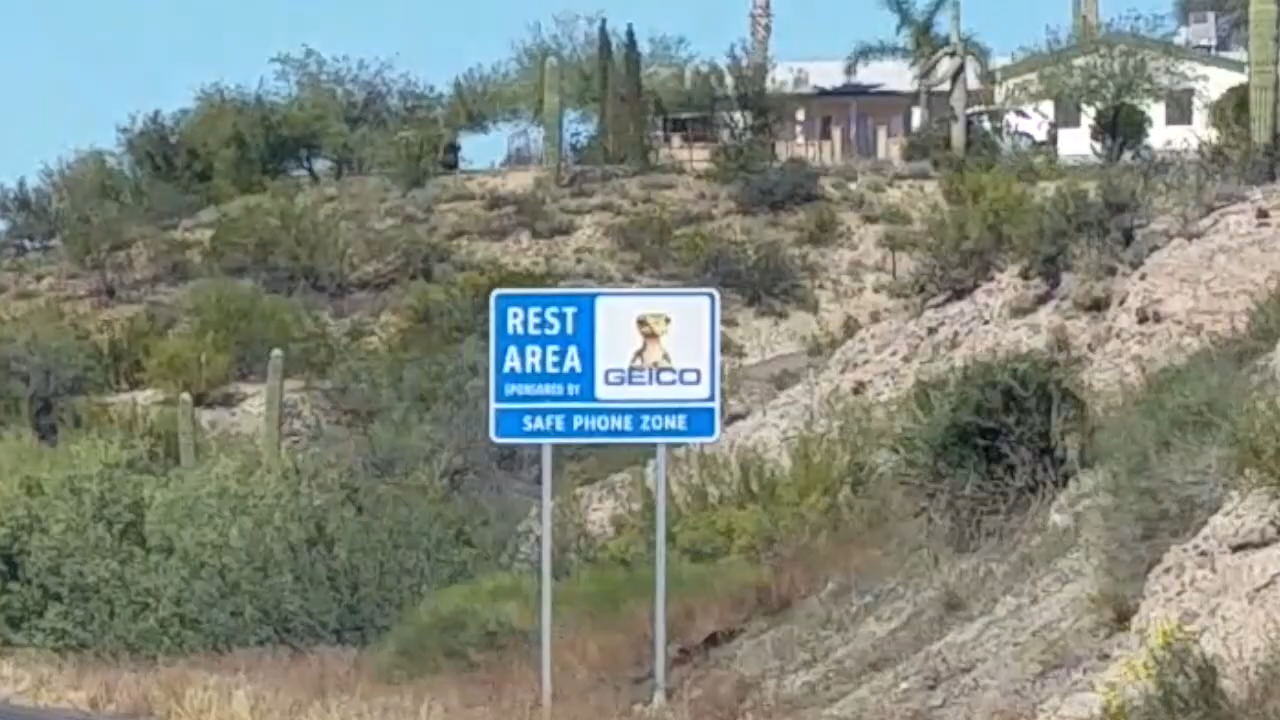 REST
AREA
SPONSORED BY
GEICO
SAFE PHONE ZONE